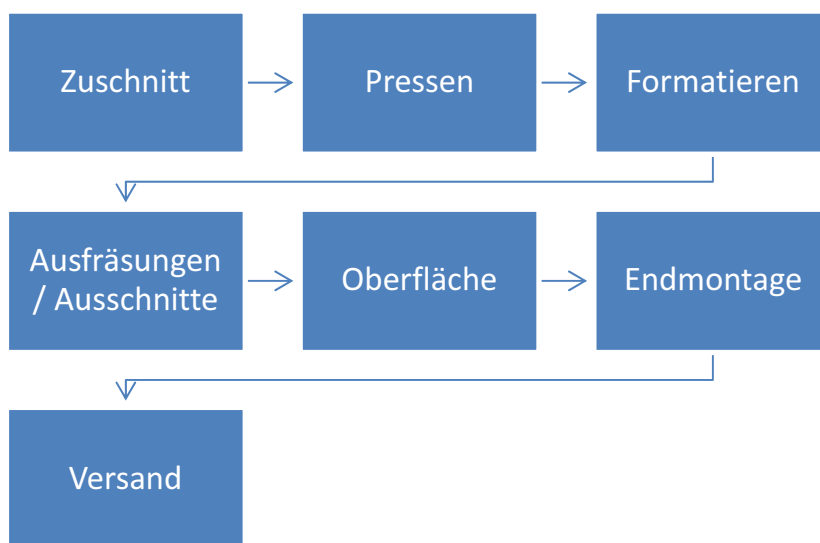 Zuschnitt
Pressen
Formatieren
Ausfräsungen
/ Ausschnitte
Oberfläche
Endmontage
Versand